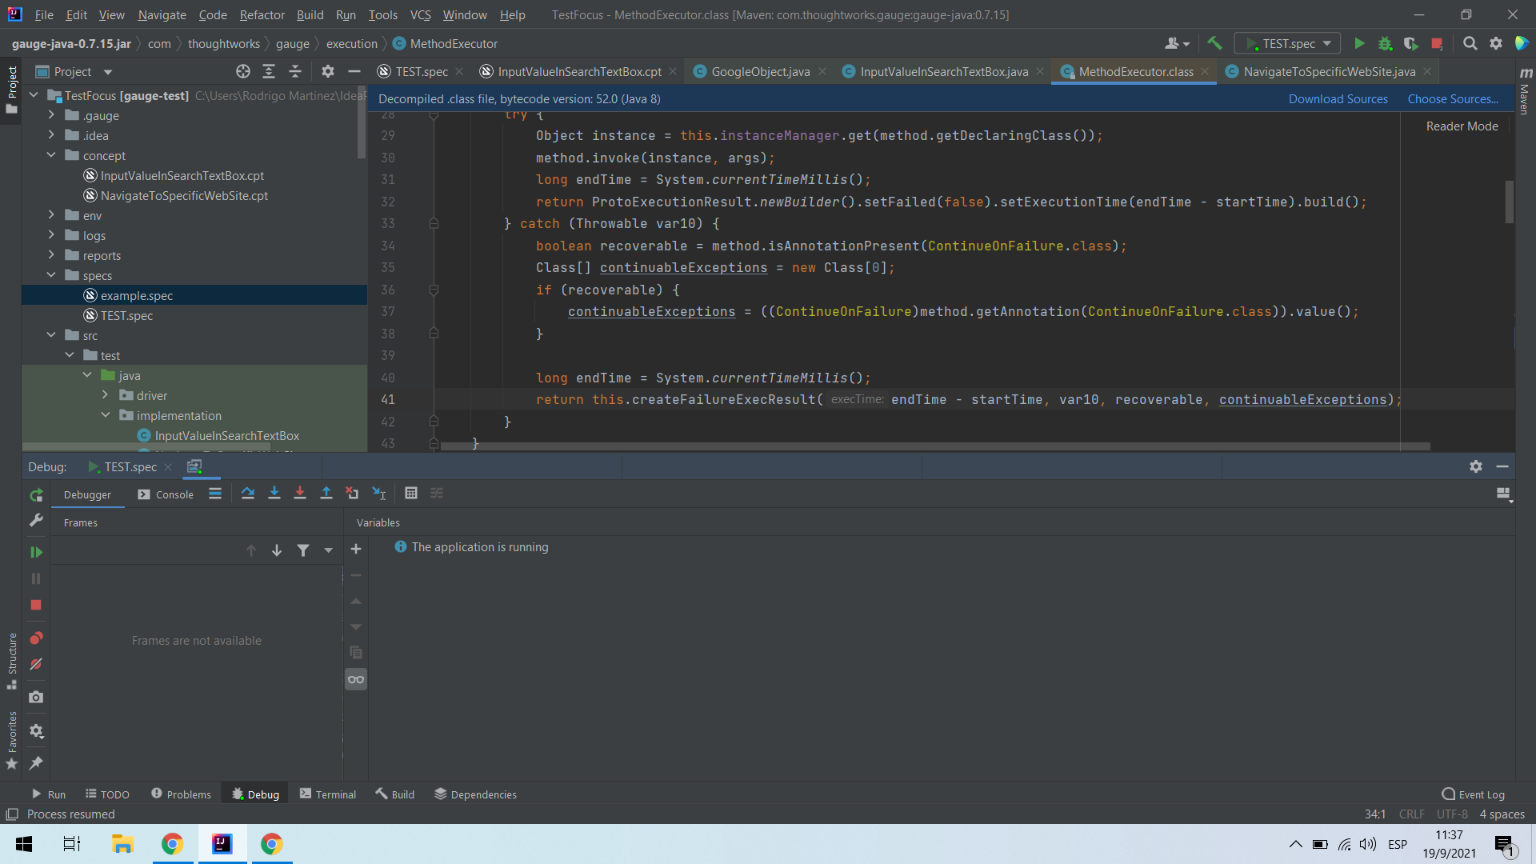 File Edit View Navigate Code Refactor Build Run Tools VCS Window Help TestFocus - MethodExecutor.class [Maven: com.thoughtworks.gauge:gauge-java:0.7.15]
gauge-java-0.7.15.jar com thoughtworks gauge execution MethodExecutor TEST.spec
Project TEST.spec InputValueInSearchTextBox.cpt GoogleObject.java InputValueInSearchTextBox.java MethodExecutor.class NavigateToSpecificWebSite.java
Project
Maven
TestFocus [gauge-test] C:\Users\Rodrigo Martinez\IdeaP
.gauge
.idea
concept
InputValueInSearchTextBox.cpt
NavigateToSpecificWebSite.cpt
env
logs
reports
specs
example.spec
TEST.spec
src
test
java
driver
implementation
InputValueInSearchTextBox
Decompiled .class file, bytecode version: 52.0 (Java 8) Download Sources Choose Sources...
Reader Mode
28 try {
29 Object instance = this.instanceManager.get(method.getDeclaringClass());
30 method.invoke(instance, args);
31 long endTime = System.currentTimeMillis();
32 return ProtoExecutionResult.newBuilder().setFailed(false).setExecutionTime(endTime - startTime).build();
33 } catch (Throwable var10) {
34 boolean recoverable = method.isAnnotationPresent(ContinueOnFailure.class);
35 Class[] continuableExceptions = new Class[0];
36 if (recoverable) {
37 continuableExceptions = ((ContinueOnFailure)method.getAnnotation(ContinueOnFailure.class)).value();
38 }
39
40 long endTime = System.currentTimeMillis();
41 return this.createFailureExecResult( execTime: endTime - startTime, var10, recoverable, continuableExceptions);
42 }
43 }
Debug: TEST.spec
Debugger Console
Frames Variables
The application is running
Frames are not available
Structure
Favorites
Run TODO Problems Debug Terminal Build Dependencies Event Log
Process resumed 34:1 CRLF UTF-8 4 spaces
ESP 11:37
19/9/2021 1